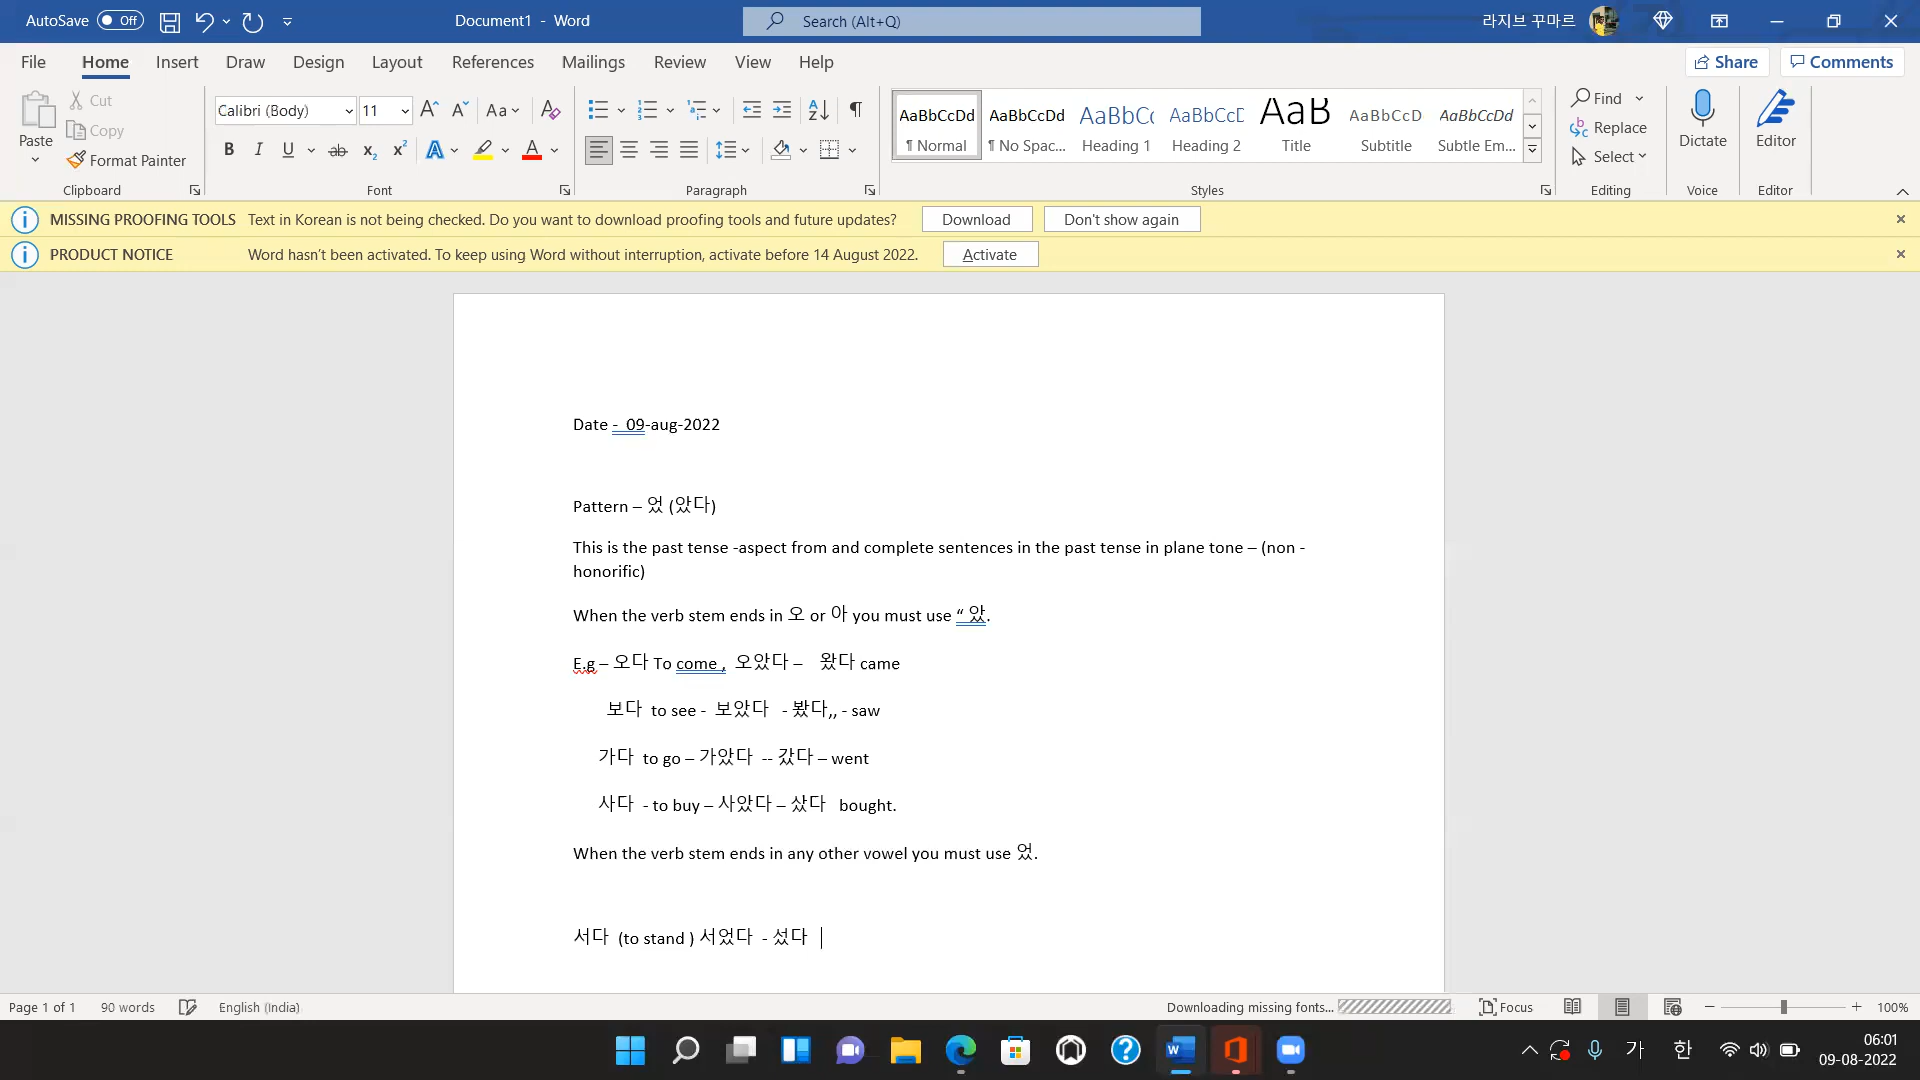 AutoSave Off Document1 - Word Search (Alt+Q) 라지브 꾸마르
File Home Insert Draw Design Layout References Mailings Review View Help Share Comments
Paste Cut Copy Format Painter Clipboard
Calibri (Body) 11 Aa B I U ab x₂ x² A A Font
Paragraph
AaBbCcDd AaBbCcDd AaBbCc AaBbCcD AaB AaBbCcD AaBbCcDd
¶ Normal ¶ No Spac... Heading 1 Heading 2 Title Subtitle Subtle Em...
Styles
Find Replace Select Editing
Dictate Voice
Editor Editor
MISSING PROOFING TOOLS Text in Korean is not being checked. Do you want to download proofing tools and future updates? Download Don't show again
PRODUCT NOTICE Word hasn't been activated. To keep using Word without interruption, activate before 14 August 2022. Activate
Date - 09-aug-2022
Pattern – 었 (았다)
This is the past tense -aspect from and complete sentences in the past tense in plane tone – (non -
honorific)
When the verb stem ends in 오 or 아 you must use “ 았.
E.g – 오다 To come , 오았다 – 왔다 came
보다 to see - 보았다 - 봤다,, - saw
가다 to go – 가았다 -- 갔다 – went
사다 - to buy – 사았다 – 샀다 bought.
When the verb stem ends in any other vowel you must use 었.
서다 (to stand ) 서었다 - 섰다
Page 1 of 1 90 words English (India) Downloading missing fonts... Focus 100%
가 한 06:01
09-08-2022